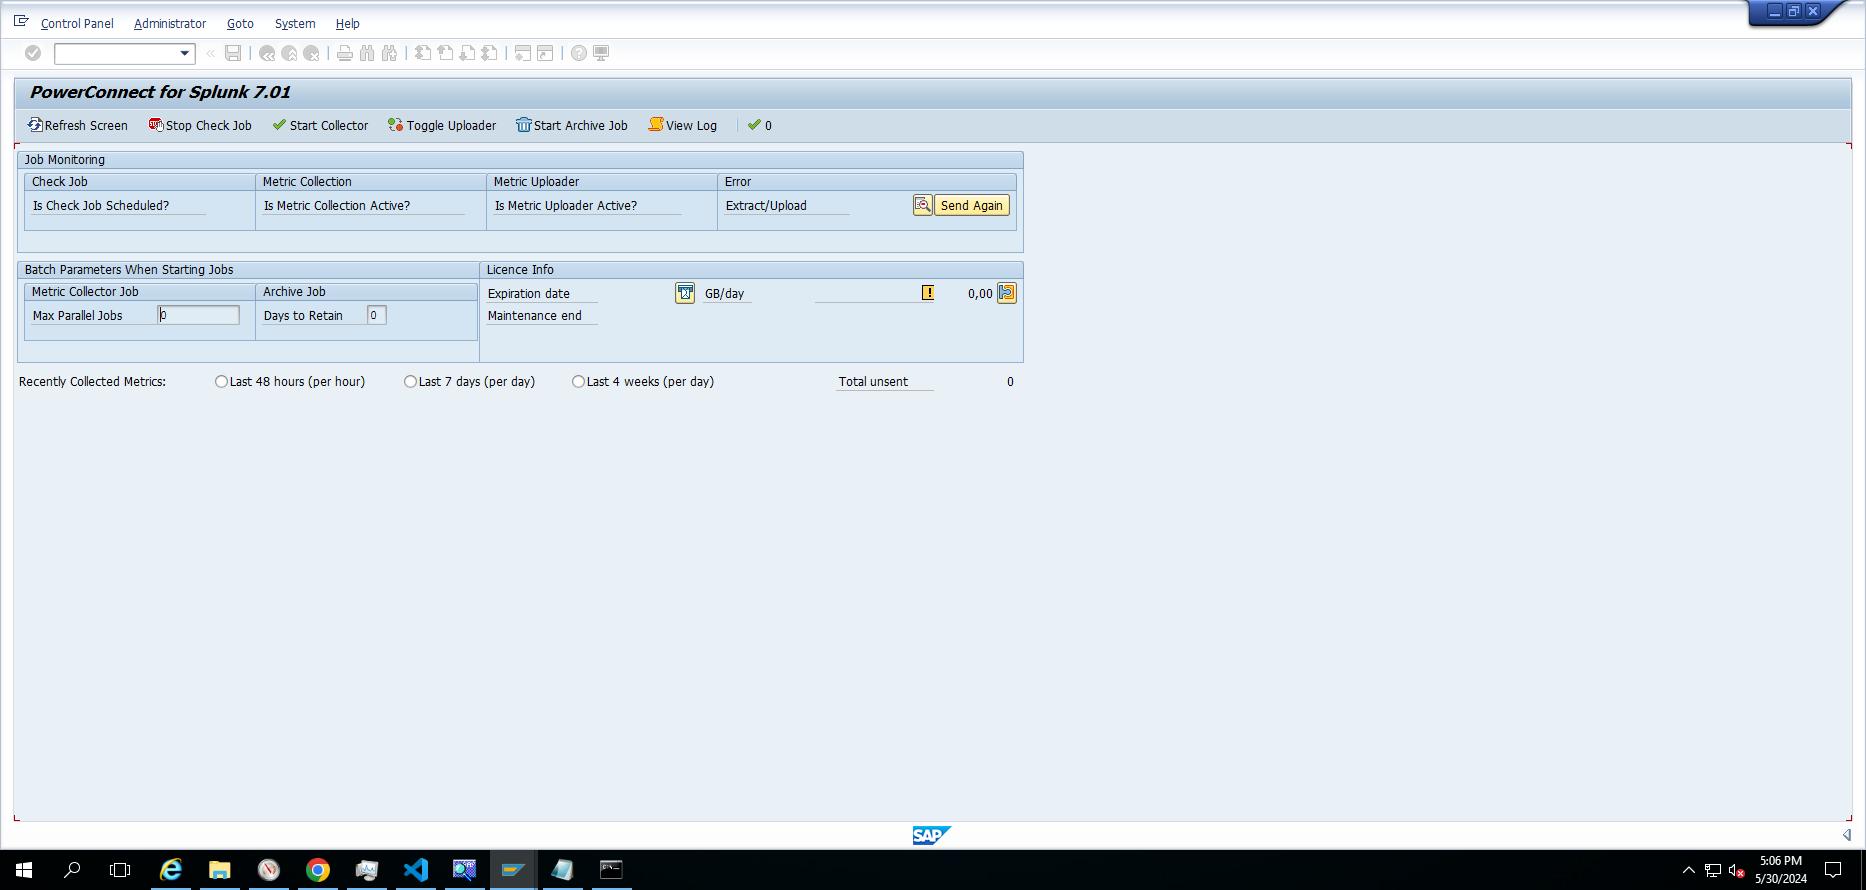 Control Panel Administrator Goto System Help
PowerConnect for Splunk 7.01
Refresh Screen Stop Check Job Start Collector Toggle Uploader Start Archive Job View Log 0
Job Monitoring
Check Job Metric Collection Metric Uploader Error
Is Check Job Scheduled? Is Metric Collection Active? Is Metric Uploader Active? Extract/Upload Send Again
Batch Parameters When Starting Jobs Licence Info
Metric Collector Job Archive Job Expiration date GB/day 0,00
Max Parallel Jobs 0 Days to Retain 0 Maintenance end
Recently Collected Metrics: Last 48 hours (per hour) Last 7 days (per day) Last 4 weeks (per day) Total unsent 0
SAP
5:06 PM
5/30/2024